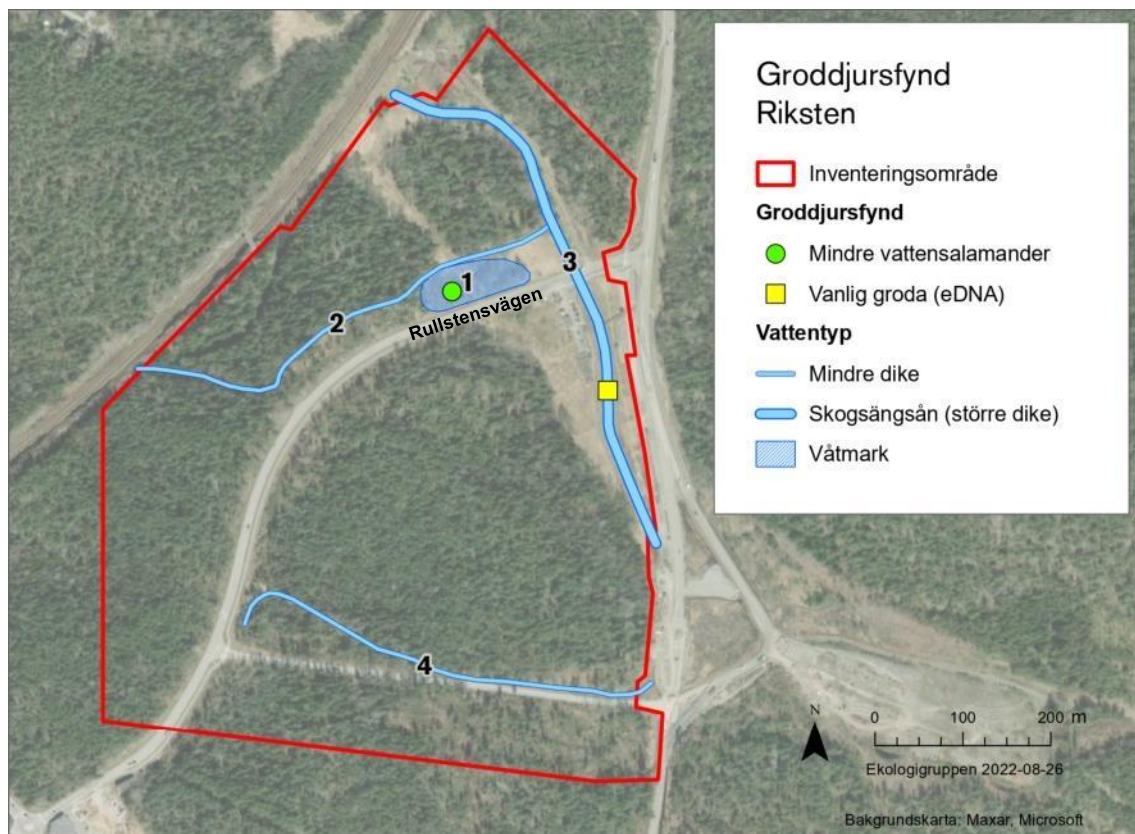 Groddjursfynd
Riksten
Inventeringsområde
Groddjursfynd
Mindre vattensalamander
Vanlig groda (eDNA)
Vattentyp
Mindre dike
Skogsängsån (större dike)
Våtmark
1
2
3
Rullstensvägen
4
N
0 100 200 m
Ekologigruppen 2022-08-26
Bakgrundskarta: Maxar, Microsoft